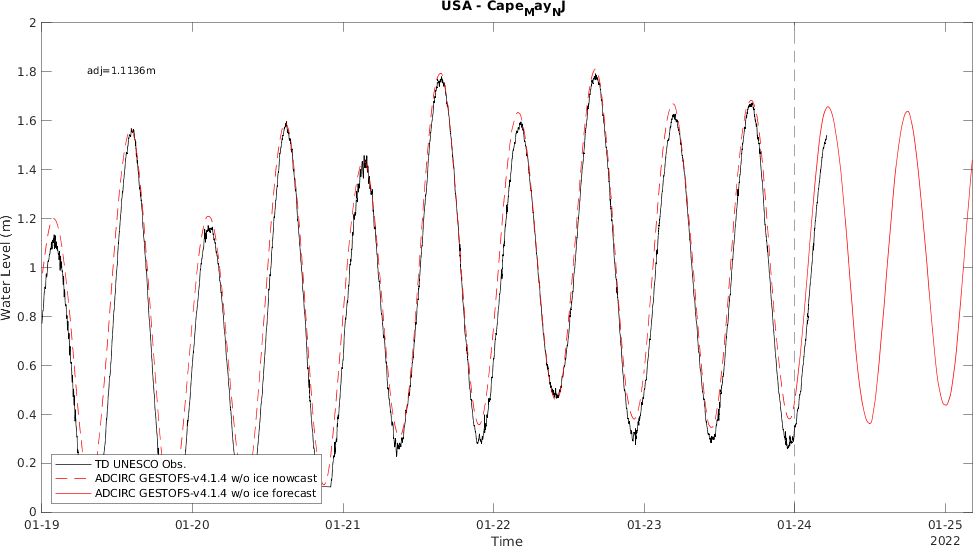 USA - CapeMayNJ
2
1.8
adj=1.1136m
1.6
1.4
1.2
1
0.8
0.6
0.4
0.2
0
Water Level (m)
TD UNESCO Obs.
ADCIRC GESTOFS-v4.1.4 w/o ice nowcast
ADCIRC GESTOFS-v4.1.4 w/o ice forecast
01-19 01-20 01-21 01-22 01-23 01-24 01-25
Time 2022